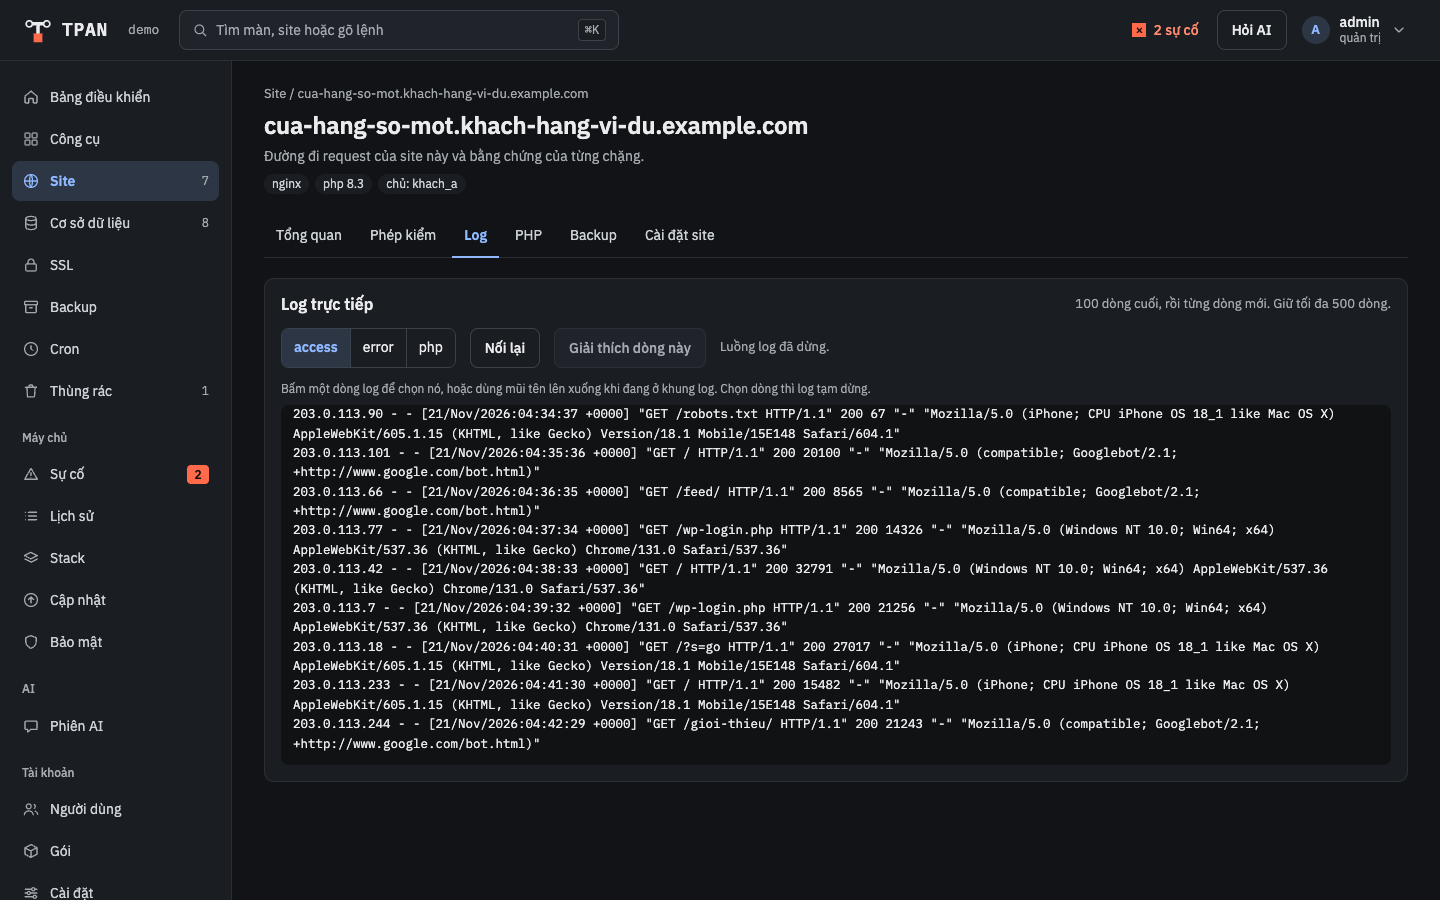 TPAN demo
Tìm màn, site hoặc gõ lệnh
⌘K
2 sự cố
Hỏi AI
A
admin
quản trị
Bảng điều khiển
Công cụ
Site 7
Cơ sở dữ liệu 8
SSL
Backup
Cron
Thùng rác 1
Máy chủ
Sự cố 2
Lịch sử
Stack
Cập nhật
Bảo mật
AI
Phiên AI
Tài khoản
Người dùng
Gói
Cài đặt
Site / cua-hang-so-mot.khach-hang-vi-du.example.com
cua-hang-so-mot.khach-hang-vi-du.example.com
Đường đi request của site này và bằng chứng của từng chặng.
nginx php 8.3 chủ: khach_a
Tổng quan Phép kiểm Log PHP Backup Cài đặt site
Log trực tiếp
100 dòng cuối, rồi từng dòng mới. Giữ tối đa 500 dòng.
access error php Nối lại Giải thích dòng này Luồng log đã dừng.
Bấm một dòng log để chọn nó, hoặc dùng mũi tên lên xuống khi đang ở khung log. Chọn dòng thì log tạm dừng.
203.0.113.90 - - [21/Nov/2026:04:34:37 +0000] "GET /robots.txt HTTP/1.1" 200 67 "-" "Mozilla/5.0 (iPhone; CPU iPhone OS 18_1 like Mac OS X)
AppleWebKit/605.1.15 (KHTML, like Gecko) Version/18.1 Mobile/15E148 Safari/604.1"
203.0.113.101 - - [21/Nov/2026:04:35:36 +0000] "GET / HTTP/1.1" 200 20100 "-" "Mozilla/5.0 (compatible; Googlebot/2.1;
+http://www.google.com/bot.html)"
203.0.113.66 - - [21/Nov/2026:04:36:35 +0000] "GET /feed/ HTTP/1.1" 200 8565 "-" "Mozilla/5.0 (compatible; Googlebot/2.1;
+http://www.google.com/bot.html)"
203.0.113.77 - - [21/Nov/2026:04:37:34 +0000] "GET /wp-login.php HTTP/1.1" 200 14326 "-" "Mozilla/5.0 (Windows NT 10.0; Win64; x64)
AppleWebKit/537.36 (KHTML, like Gecko) Chrome/131.0 Safari/537.36"
203.0.113.42 - - [21/Nov/2026:04:38:33 +0000] "GET / HTTP/1.1" 200 32791 "-" "Mozilla/5.0 (Windows NT 10.0; Win64; x64) AppleWebKit/537.36
(KHTML, like Gecko) Chrome/131.0 Safari/537.36"
203.0.113.7 - - [21/Nov/2026:04:39:32 +0000] "GET /wp-login.php HTTP/1.1" 200 21256 "-" "Mozilla/5.0 (Windows NT 10.0; Win64; x64)
AppleWebKit/537.36 (KHTML, like Gecko) Chrome/131.0 Safari/537.36"
203.0.113.18 - - [21/Nov/2026:04:40:31 +0000] "GET /?s=go HTTP/1.1" 200 27017 "-" "Mozilla/5.0 (iPhone; CPU iPhone OS 18_1 like Mac OS X)
AppleWebKit/605.1.15 (KHTML, like Gecko) Version/18.1 Mobile/15E148 Safari/604.1"
203.0.113.233 - - [21/Nov/2026:04:41:30 +0000] "GET / HTTP/1.1" 200 15482 "-" "Mozilla/5.0 (iPhone; CPU iPhone OS 18_1 like Mac OS X)
AppleWebKit/605.1.15 (KHTML, like Gecko) Version/18.1 Mobile/15E148 Safari/604.1"
203.0.113.244 - - [21/Nov/2026:04:42:29 +0000] "GET /gioi-thieu/ HTTP/1.1" 200 21243 "-" "Mozilla/5.0 (compatible; Googlebot/2.1;
+http://www.google.com/bot.html)"